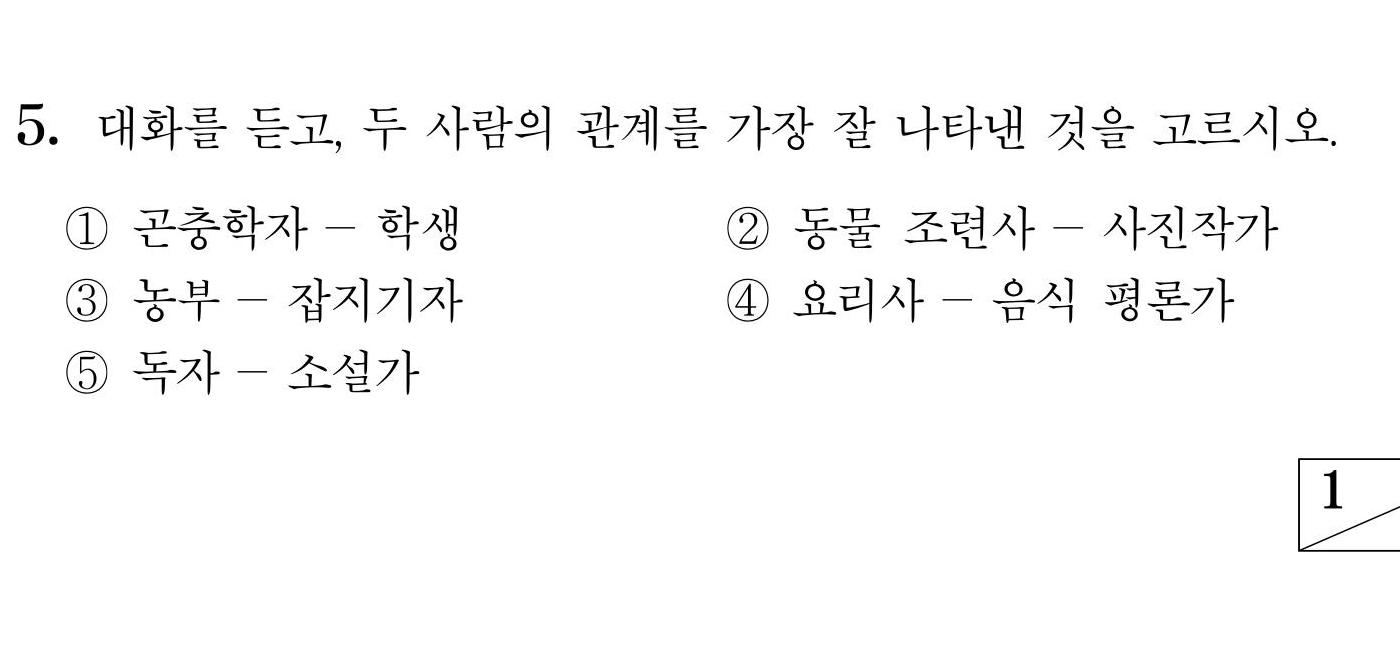 5. 대화를 듣고, 두 사람의 관계를 가장 잘 나타낸 것을 고르시오.
① 곤충학자 – 학생 ② 동물 조련사 – 사진작가
③ 농부 – 잡지기자 ④ 요리사 – 음식 평론가
⑤ 독자 – 소설가
1